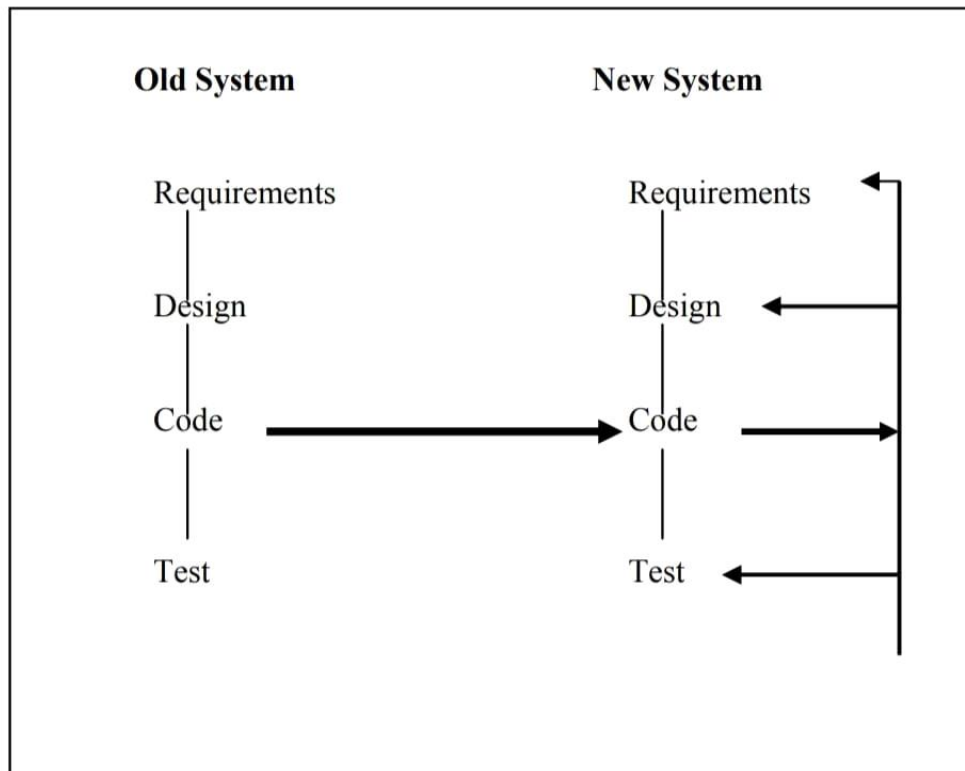 Old System
New System
Requirements
Requirements
Design
Design
Code
Code
Test
Test